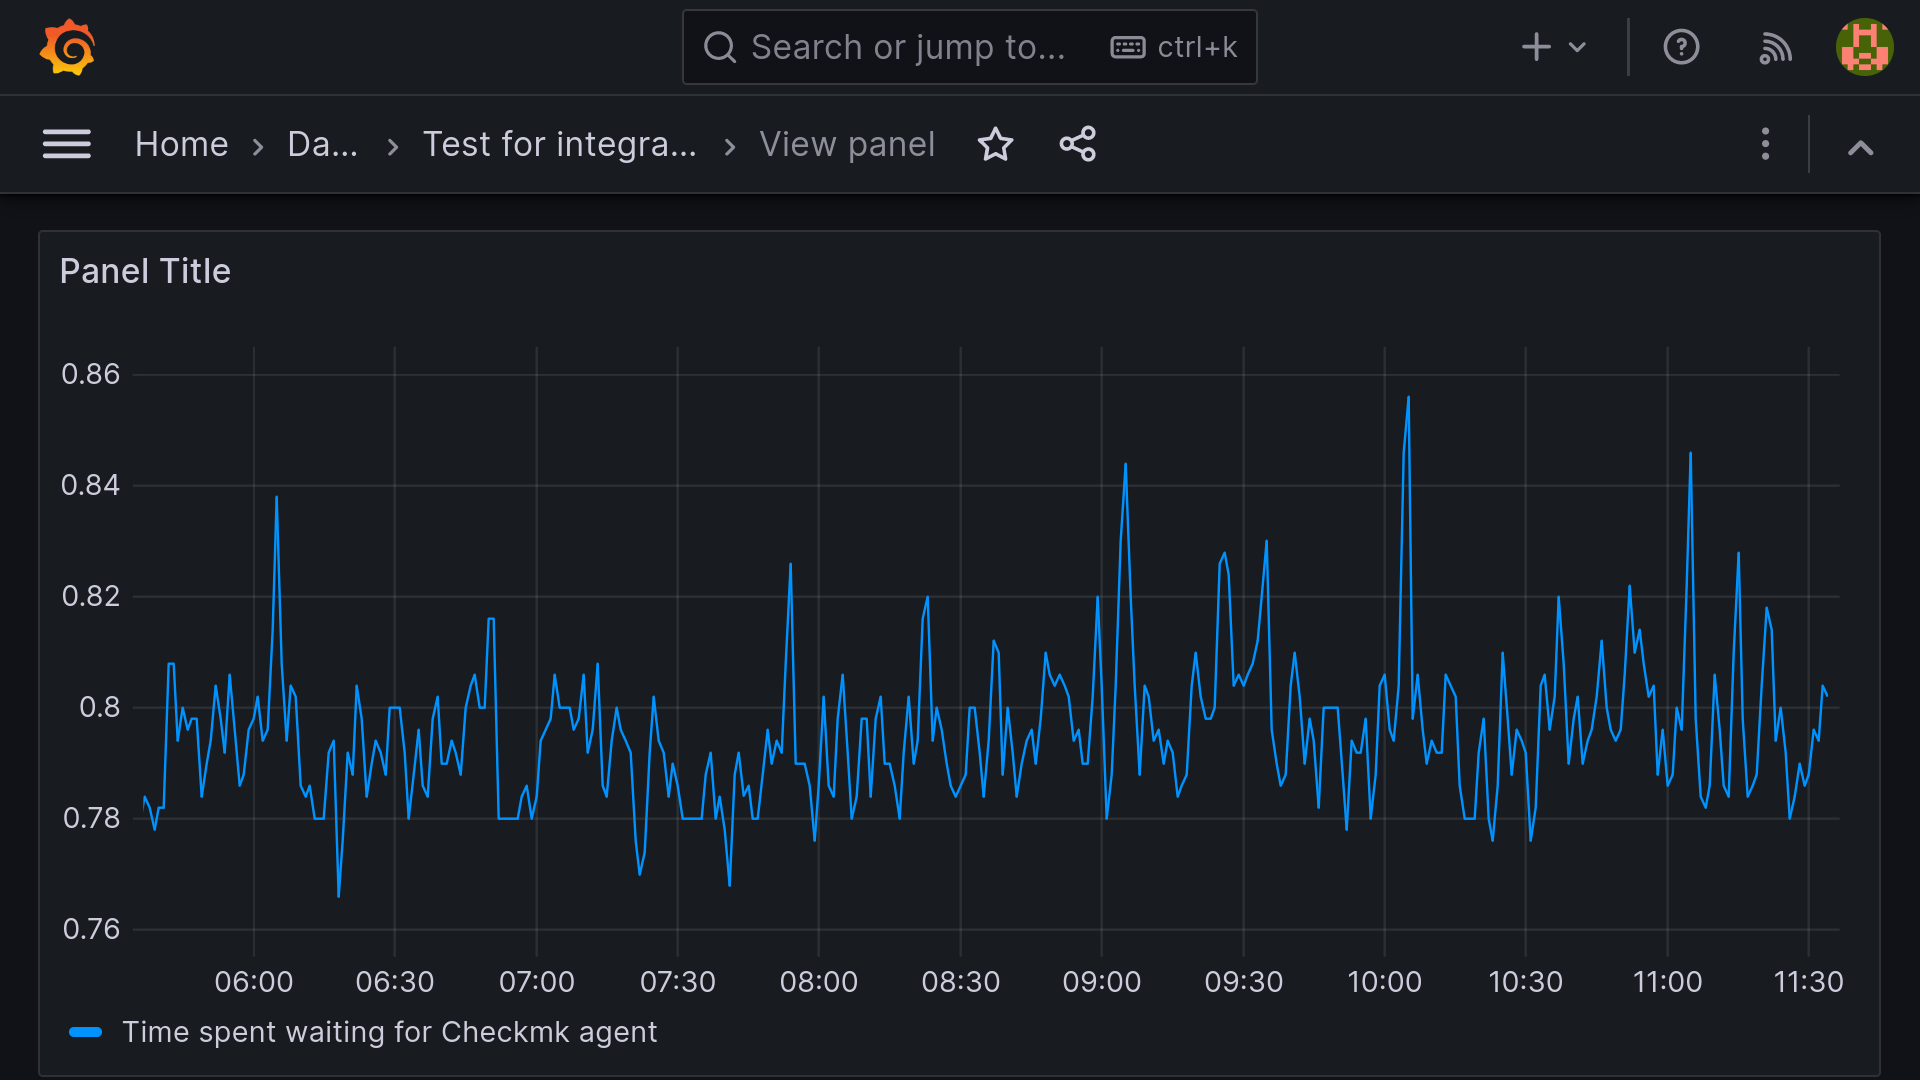 Search or jump to... ctrl+k
Home › Da... › Test for integra... › View panel
Panel Title
0.86
0.84
0.82
0.8
0.78
0.76
06:00 06:30 07:00 07:30 08:00 08:30 09:00 09:30 10:00 10:30 11:00 11:30
Time spent waiting for Checkmk agent